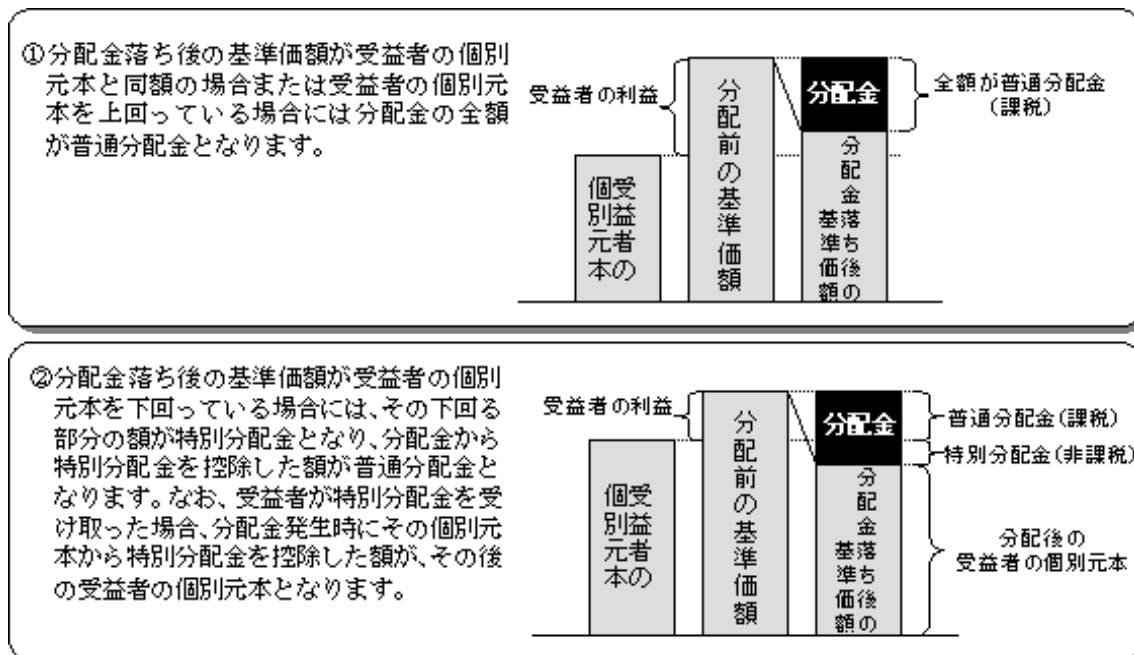 ①分配金落ち後の基準価額が受益者の個別
元本と同額の場合または受益者の個別元
本を上回っている場合には分配金の全額
が普通分配金となります。
受益者の利益
受益者の
個別元本
分配前の基準価額
分配金
分配金落ち後の
基準価額
全額が普通分配金
(課税)
②分配金落ち後の基準価額が受益者の個別
元本を下回っている場合には、その下回る
部分の額が特別分配金となり、分配金から
特別分配金を控除した額が普通分配金と
なります。なお、受益者が特別分配金を受
け取った場合、分配金発生時にその個別元
本から特別分配金を控除した額が、その後
の受益者の個別元本となります。
受益者の利益
受益者の
個別元本
分配前の基準価額
分配金
分配金落ち後の
基準価額
普通分配金(課税)
特別分配金(非課税)
分配後の
受益者の個別元本